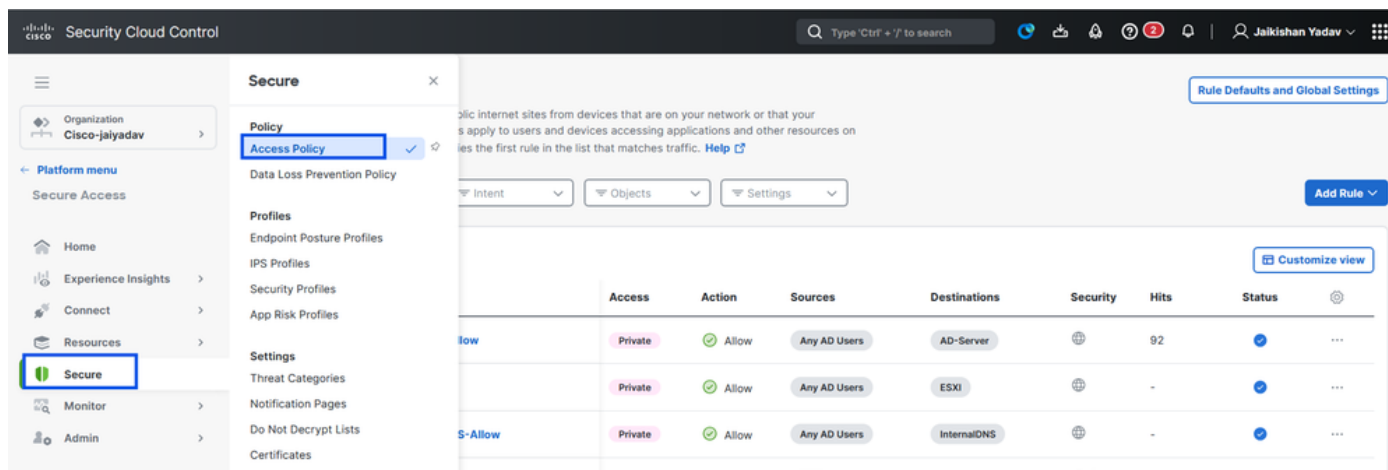 cisco Security Cloud Control
Type 'Ctrl' + '/' to search
2
Jaikishan Yadav
Organization
Cisco-jaiyadav
← Platform menu
Secure Access
Home
Experience Insights
Connect
Resources
Secure
Monitor
Admin
Secure
Policy
Access Policy
Data Loss Prevention Policy
Profiles
Endpoint Posture Profiles
IPS Profiles
Security Profiles
App Risk Profiles
Settings
Threat Categories
Notification Pages
Do Not Decrypt Lists
Certificates
Rule Defaults and Global Settings
internet sites from devices that are on your network or that your
apply to users and devices accessing applications and other resources on
the first rule in the list that matches traffic. Help
Intent Objects Settings
Add Rule
Customize view
Access Action Sources Destinations Security Hits Status
low Private Allow Any AD Users AD-Server 92 ...
Private Allow Any AD Users ESXI - ...
S-Allow Private Allow Any AD Users InternalDNS - ...